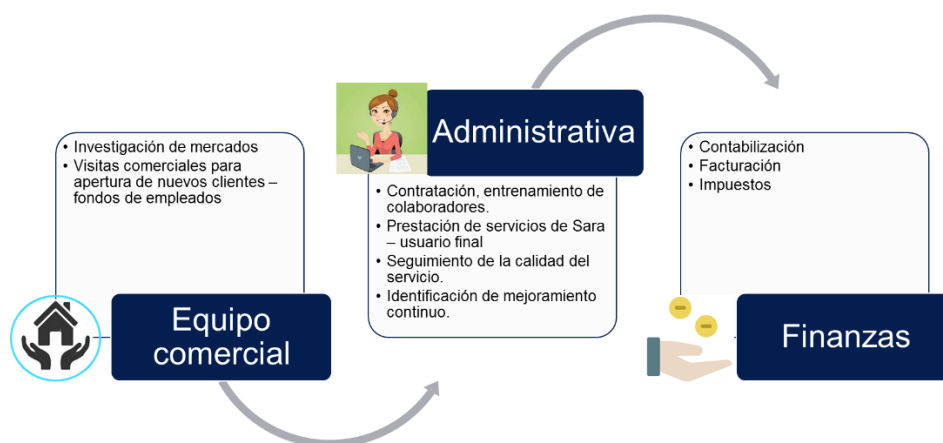 • Investigación de mercados
• Visitas comerciales para
apertura de nuevos clientes –
fondos de empleados
Equipo
comercial
Administrativa
• Contratación, entrenamiento de
colaboradores.
• Prestación de servicios de Sara
– usuario final
• Seguimiento de la calidad del
servicio.
• Identificación de mejoramiento
continuo.
• Contabilización
• Facturación
• Impuestos
Finanzas